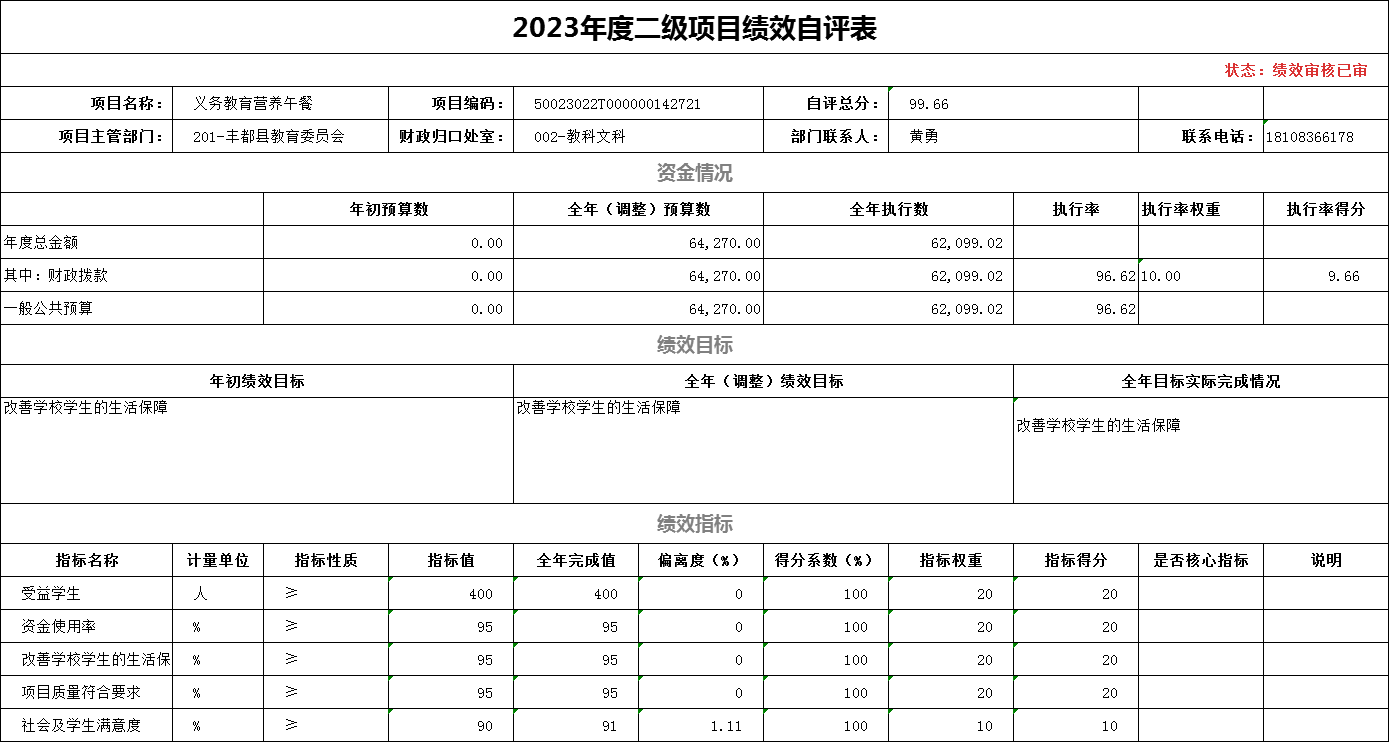 2023年度二级项目绩效自评表
状态：绩效审核已审
项目名称： 义务教育营养午餐 项目编码： 50023022T000000142721 自评总分： 99.66
项目主管部门： 201-丰都县教育委员会 财政归口处室： 002-教科文科 部门联系人： 黄勇 联系电话： 18108366178
资金情况
年初预算数 全年（调整）预算数 全年执行数 执行率 执行率权重 执行率得分
年度总金额 0.00 64,270.00 62,099.02
其中：财政拨款 0.00 64,270.00 62,099.02 96.62 10.00 9.66
一般公共预算 0.00 64,270.00 62,099.02 96.62
绩效目标
年初绩效目标 全年（调整）绩效目标 全年目标实际完成情况
改善学校学生的生活保障 改善学校学生的生活保障 改善学校学生的生活保障
绩效指标
指标名称 计量单位 指标性质 指标值 全年完成值 偏离度（%） 得分系数（%） 指标权重 指标得分 是否核心指标 说明
受益学生 人 ≥ 400 400 0 100 20 20
资金使用率 % ≥ 95 95 0 100 20 20
改善学校学生的生活保 % ≥ 95 95 0 100 20 20
项目质量符合要求 % ≥ 95 95 0 100 20 20
社会及学生满意度 % ≥ 90 91 1.11 100 10 10